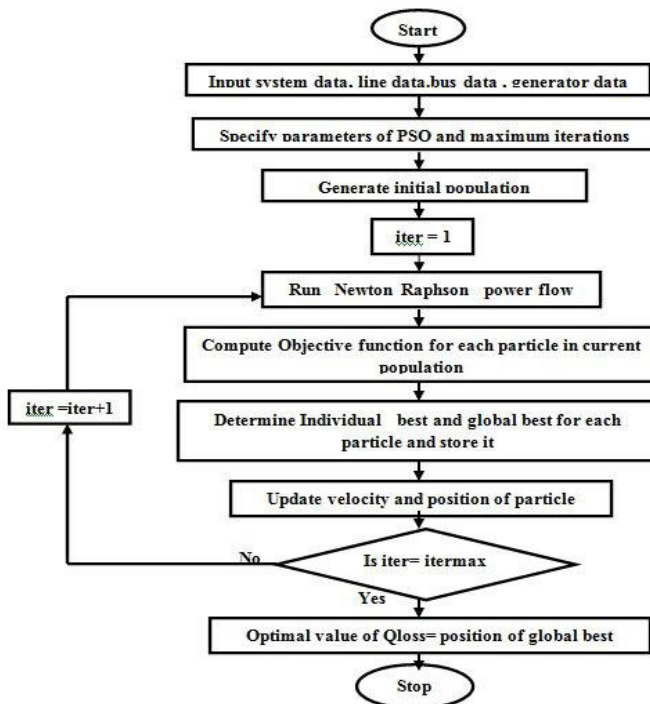 Start
Input system data, line data,bus data , generator data
Specify parameters of PSO and maximum iterations
Generate initial population
iter = 1
Run Newton Raphson power flow
Compute Objective function for each particle in current
population
iter =iter+1
Determine Individual best and global best for each
particle and store it
Update velocity and position of particle
No
Is iter= itermax
Yes
Optimal value of Qloss= position of global best
Stop